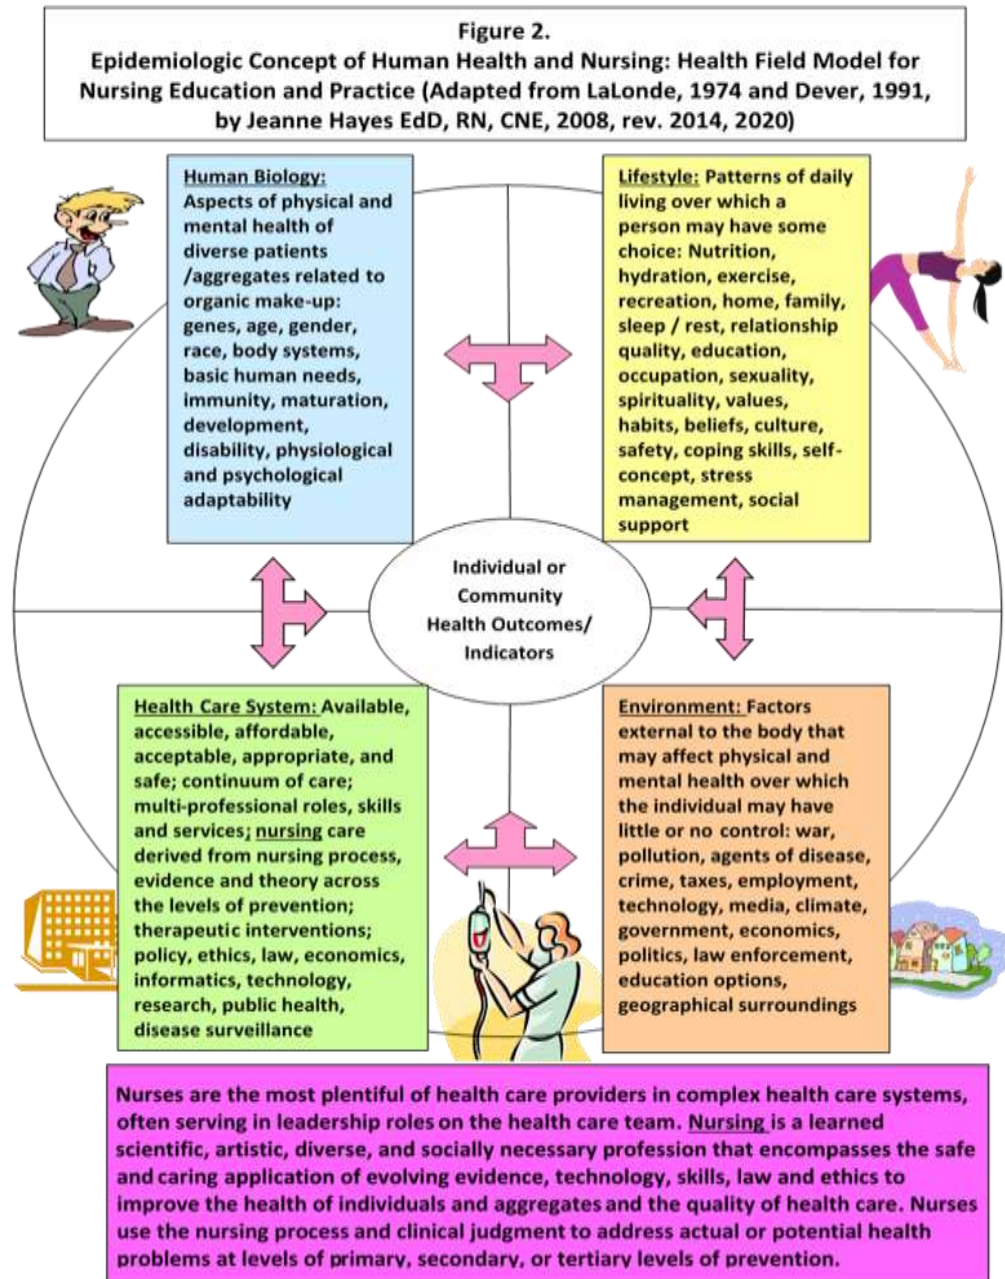 Figure 2.
Epidemiologic Concept of Human Health and Nursing: Health Field Model for
Nursing Education and Practice (Adapted from LaLonde, 1974 and Dever, 1991,
by Jeanne Hayes EdD, RN, CNE, 2008, rev. 2014, 2020)
Human Biology:
Aspects of physical and
mental health of
diverse patients
/aggregates related to
organic make-up:
genes, age, gender,
race, body systems,
basic human needs,
immunity, maturation,
development,
disability, physiological
and psychological
adaptability
Lifestyle: Patterns of daily
living over which a
person may have some
choice: Nutrition,
hydration, exercise,
recreation, home, family,
sleep / rest, relationship
quality, education,
occupation, sexuality,
spirituality, values,
habits, beliefs, culture,
safety, coping skills, self-
concept, stress
management, social
support
Individual or
Community
Health Outcomes/
Indicators
Health Care System: Available,
accessible, affordable,
acceptable, appropriate, and
safe; continuum of care;
multi-professional roles, skills
and services; nursing care
derived from nursing process,
evidence and theory across
the levels of prevention;
therapeutic interventions;
policy, ethics, law, economics,
informatics, technology,
research, public health,
disease surveillance
Environment: Factors
external to the body that
may affect physical and
mental health over which
the individual may have
little or no control: war,
pollution, agents of disease,
crime, taxes, employment,
technology, media, climate,
government, economics,
politics, law enforcement,
education options,
geographical surroundings
Nurses are the most plentiful of health care providers in complex health care systems,
often serving in leadership roles on the health care team. Nursing is a learned
scientific, artistic, diverse, and socially necessary profession that encompasses the safe
and caring application of evolving evidence, technology, skills, law and ethics to
improve the health of individuals and aggregates and the quality of health care. Nurses
use the nursing process and clinical judgment to address actual or potential health
problems at levels of primary, secondary, or tertiary levels of prevention.